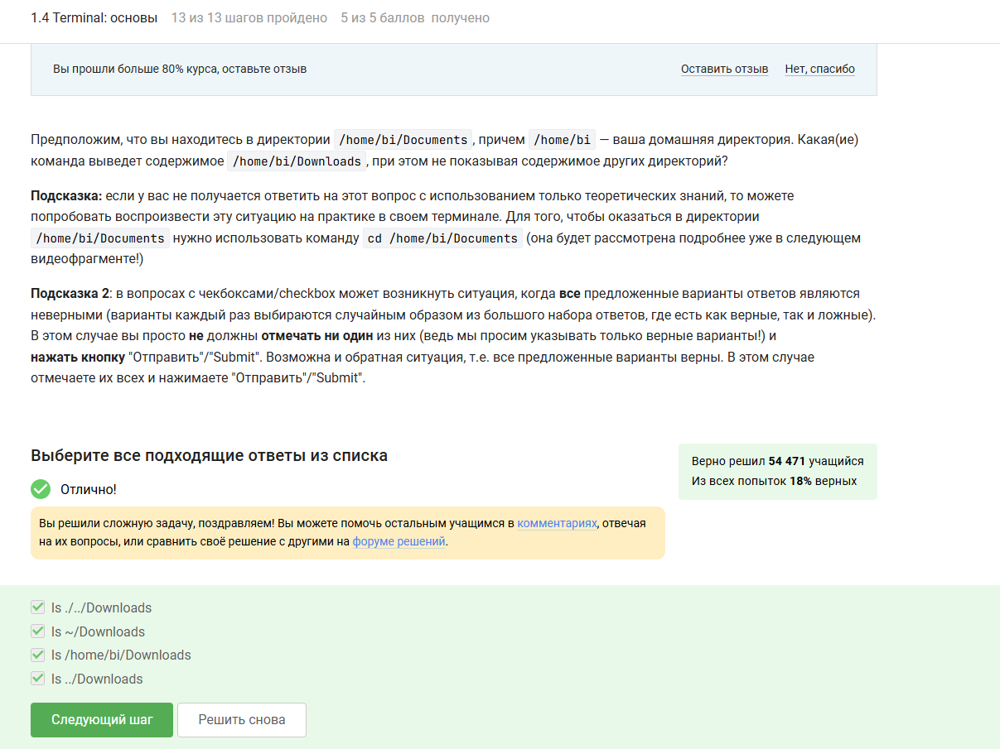 1.4 Terminal: основы 13 из 13 шагов пройдено 5 из 5 баллов получено
Вы прошли больше 80% курса, оставьте отзыв Оставить отзыв Нет, спасибо
Предположим, что вы находитесь в директории /home/bi/Documents, причем /home/bi — ваша домашняя директория. Какая(ие)
команда выведет содержимое /home/bi/Downloads, при этом не показывая содержимое других директорий?
Подсказка: если у вас не получается ответить на этот вопрос с использованием только теоретических знаний, то можете
попробовать воспроизвести эту ситуацию на практике в своем терминале. Для того, чтобы оказаться в директории
/home/bi/Documents нужно использовать команду cd /home/bi/Documents (она будет рассмотрена подробнее уже в следующем
видеофрагменте!)
Подсказка 2: в вопросах с чекбоксами/checkbox может возникнуть ситуация, когда все предложенные варианты ответов являются
неверными (варианты каждый раз выбираются случайным образом из большого набора ответов, где есть как верные, так и ложные).
В этом случае вы просто не должны отмечать ни один из них (ведь мы просим указывать только верные варианты!) и
нажать кнопку "Отправить"/"Submit". Возможна и обратная ситуация, т.е. все предложенные варианты верны. В этом случае
отмечаете их всех и нажимаете "Отправить"/"Submit".
Выберите все подходящие ответы из списка
Верно решил 54 471 учащийся
Из всех попыток 18% верных
Отлично!
Вы решили сложную задачу, поздравляем! Вы можете помочь остальным учащимся в комментариях, отвечая
на их вопросы, или сравнить своё решение с другими на форуме решений.
ls ./../Downloads
ls ~/Downloads
ls /home/bi/Downloads
ls ../Downloads
Следующий шаг Решить снова